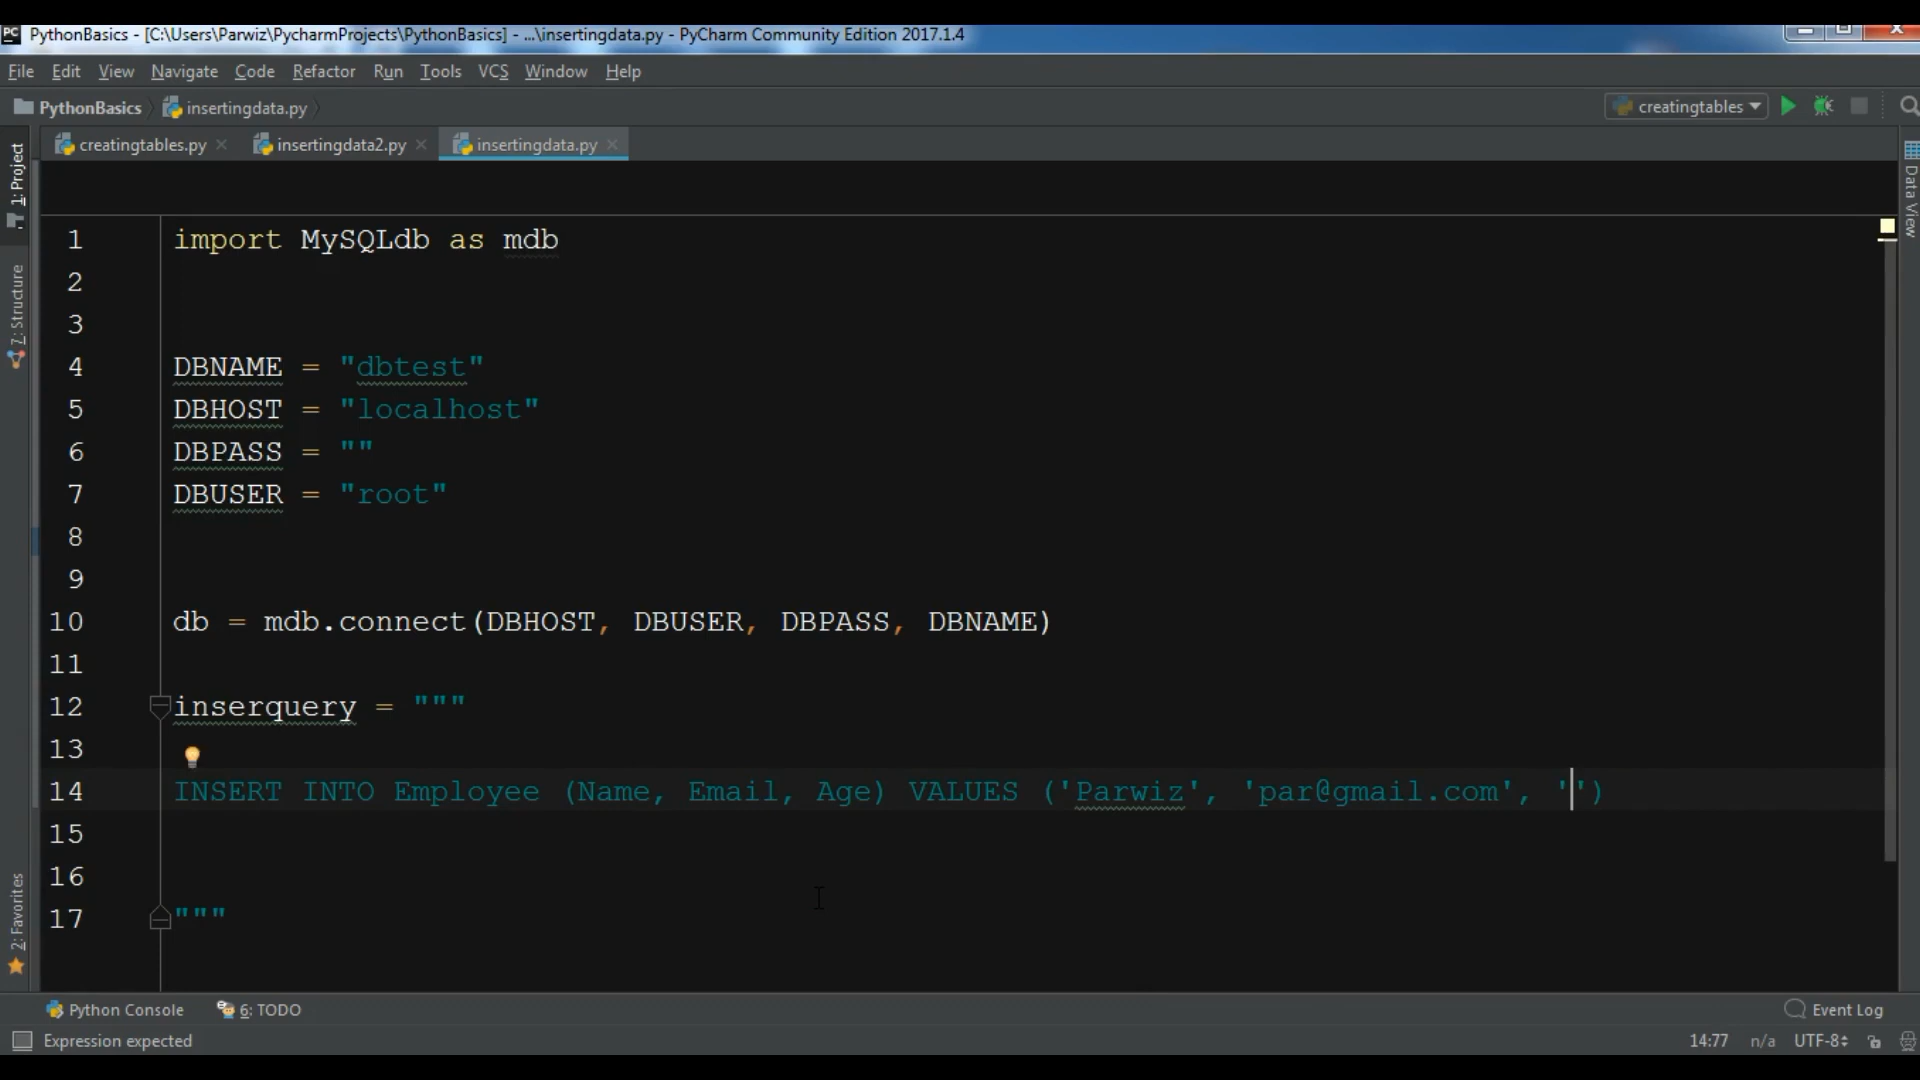 PC PythonBasics - [C:\Users\Parwiz\PycharmProjects\PythonBasics] - ...\insertingdata.py - PyCharm Community Edition 2017.1.4
File Edit View Navigate Code Refactor Run Tools VCS Window Help
PythonBasics insertingdata.py creatingtables
creatingtables.py insertingdata2.py insertingdata.py
1: Project
7: Structure
2: Favorites
Data View
1 import MySQLdb as mdb
2
3
4 DBNAME = "dbtest"
5 DBHOST = "localhost"
6 DBPASS = ""
7 DBUSER = "root"
8
9
10 db = mdb.connect(DBHOST, DBUSER, DBPASS, DBNAME)
11
12 inserquery = """
13
14 INSERT INTO Employee (Name, Email, Age) VALUES ('Parwiz', 'par@gmail.com', '')
15
16
17 """
Python Console 6: TODO Event Log
Expression expected 14:77 n/a UTF-8